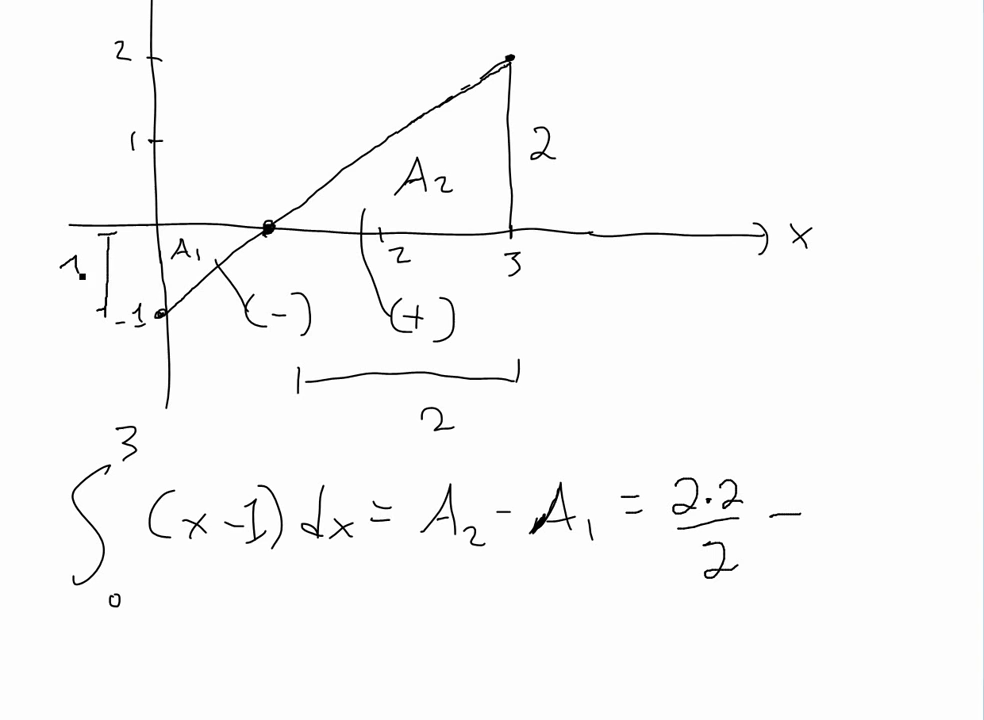 2
1
2
A₂
x
A₁
2
3
1
-1
(-)
(+)
2
∫₀³ (x-1) dx = A₂ - A₁ = 2·2/2 -